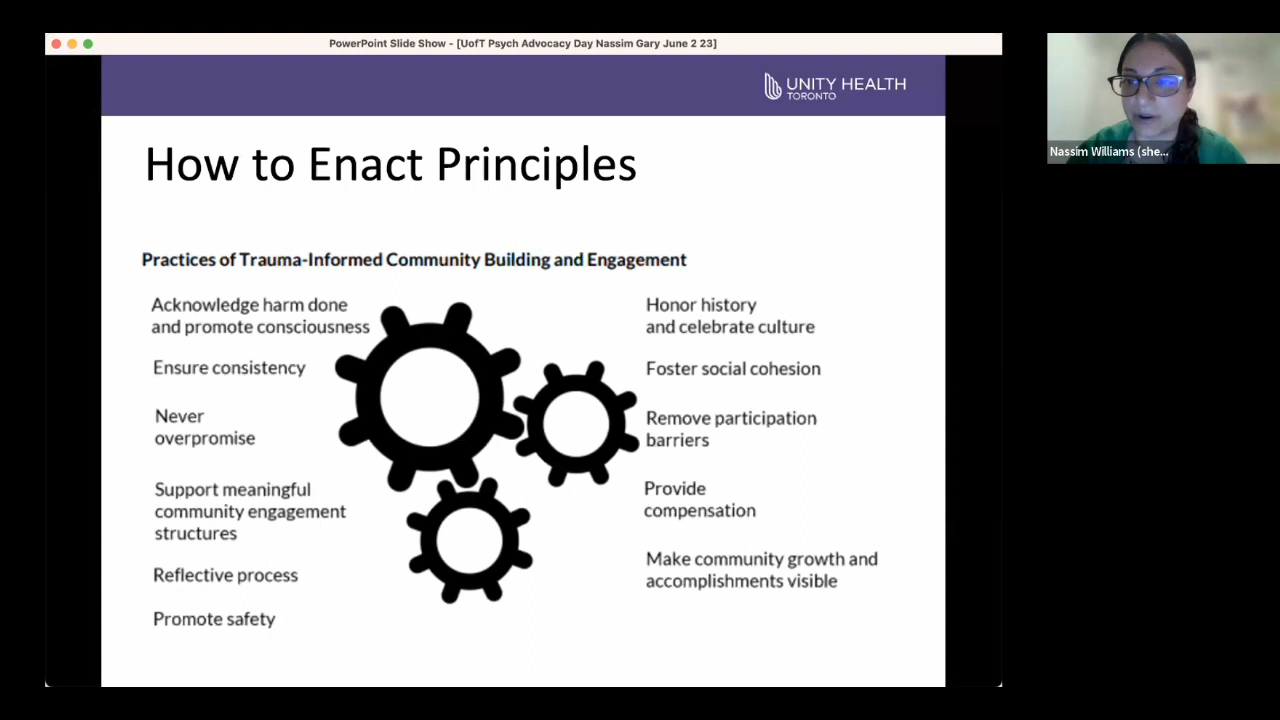 PowerPoint Slide Show - [UofT Psych Advocacy Day Nassim Gary June 2 23]
UNITY HEALTH
TORONTO
How to Enact Principles
Practices of Trauma-Informed Community Building and Engagement
Acknowledge harm done
and promote consciousness
Ensure consistency
Never
overpromise
Support meaningful
community engagement
structures
Reflective process
Promote safety
Honor history
and celebrate culture
Foster social cohesion
Remove participation
barriers
Provide
compensation
Make community growth and
accomplishments visible
Nassim Williams (she...